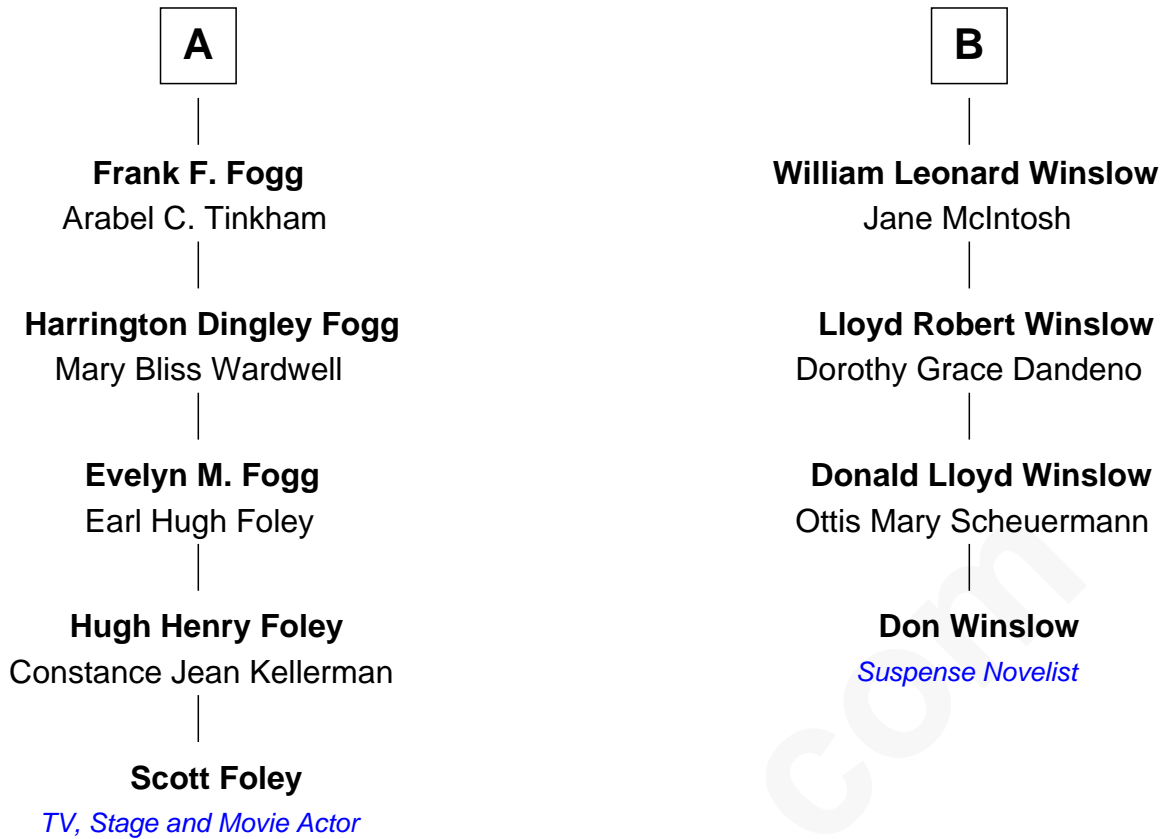 A
Frank F. Fogg
Arabel C. Tinkham
Harrington Dingley Fogg
Mary Bliss Wardwell
Evelyn M. Fogg
Earl Hugh Foley
Hugh Henry Foley
Constance Jean Kellerman
Scott Foley
TV, Stage and Movie Actor
B
William Leonard Winslow
Jane McIntosh
Lloyd Robert Winslow
Dorothy Grace Dandeno
Donald Lloyd Winslow
Ottis Mary Scheuermann
Don Winslow
Suspense Novelist
com